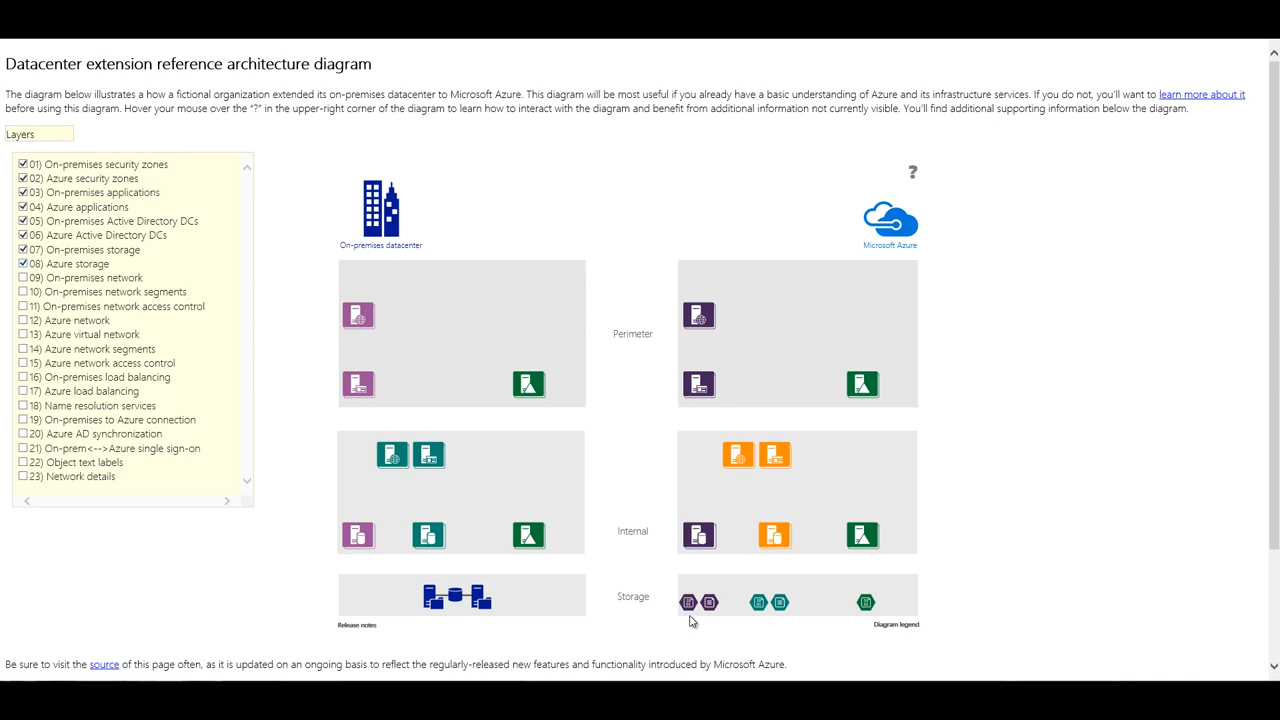 Datacenter extension reference architecture diagram
The diagram below illustrates a how a fictional organization extended its on-premises datacenter to Microsoft Azure. This diagram will be most useful if you already have a basic understanding of Azure and its infrastructure services. If you do not, you'll want to learn more about it
before using this diagram. Hover your mouse over the "?" in the upper-right corner of the diagram to learn how to interact with the diagram and benefit from additional information not currently visible. You'll find additional supporting information below the diagram.
Layers
01) On-premises security zones
02) Azure security zones
03) On-premises applications
04) Azure applications
05) On-premises Active Directory DCs
06) Azure Active Directory DCs
07) On-premises storage
08) Azure storage
09) On-premises network
10) On-premises network segments
11) On-premises network access control
12) Azure network
13) Azure virtual network
14) Azure network segments
15) Azure network access control
16) On-premises load balancing
17) Azure load balancing
18) Name resolution services
19) On-premises to Azure connection
20) Azure AD synchronization
21) On-prem<-->Azure single sign-on
22) Object text labels
23) Network details
?
On-premises datacenter
Microsoft Azure
Perimeter
Internal
Storage
Release notes
Diagram legend
Be sure to visit the source of this page often, as it is updated on an ongoing basis to reflect the regularly-released new features and functionality introduced by Microsoft Azure.